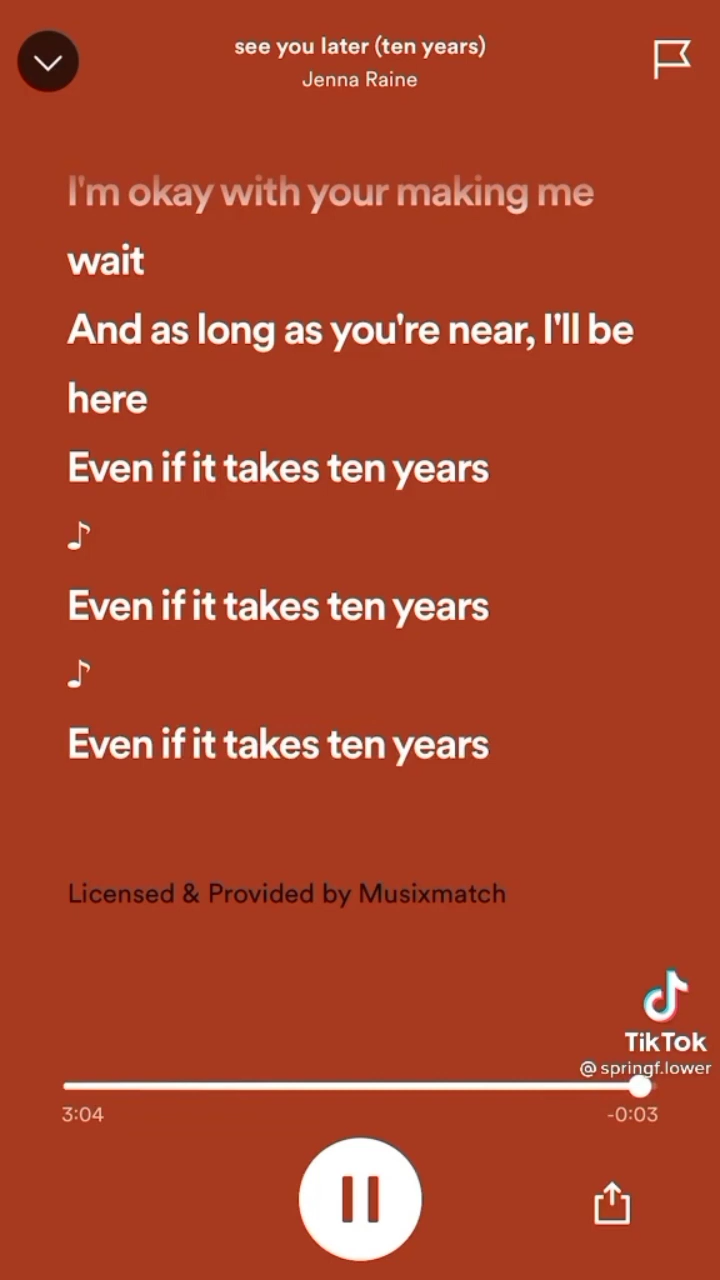 see you later (ten years)
Jenna Raine
I'm okay with your making me
wait
And as long as you're near, I'll be
here
Even if it takes ten years
♪
Even if it takes ten years
♪
Even if it takes ten years
Licensed & Provided by Musixmatch
TikTok
@springf.lower
3:04
-0:03